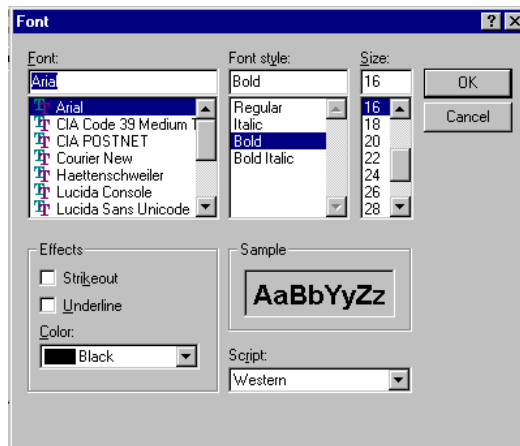 Font
Font:
Arial
Arial
CIA Code 39 Medium T
CIA POSTNET
Courier New
Haettenschweiler
Lucida Console
Lucida Sans Unicode
Font style:
Bold
Regular
Italic
Bold
Bold Italic
Size:
16
16
18
20
22
24
26
28
OK
Cancel
Effects
Strikeout
Underline
Color:
Black
Sample
AaBbYyZz
Script:
Western